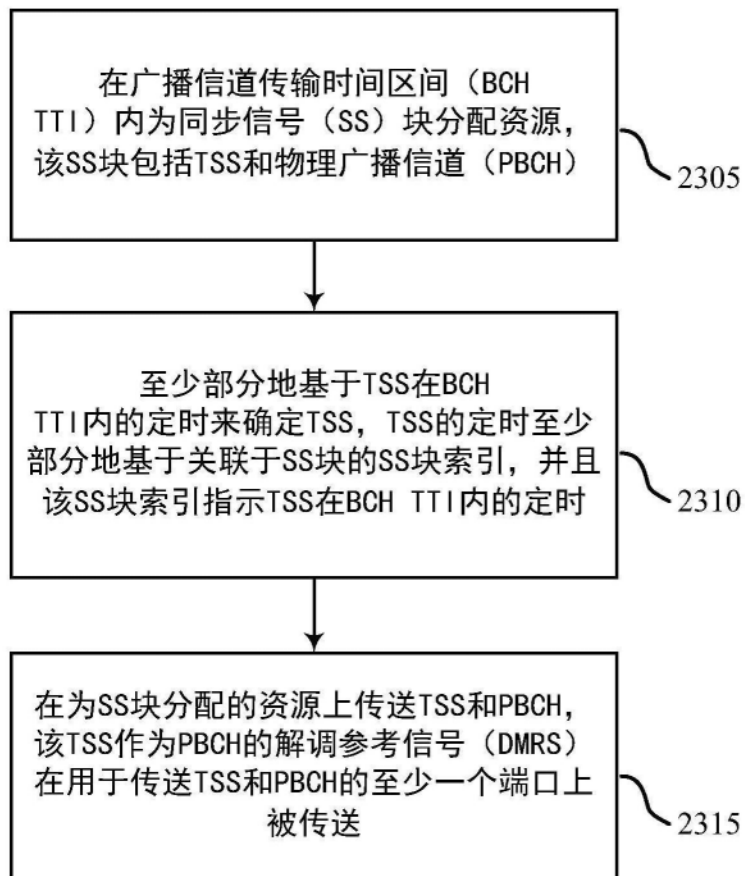 在广播信道传输时间区间（BCH
TTI）内为同步信号（SS）块分配资源，
该SS块包括TSS和物理广播信道（PBCH）
2305
至少部分地基于TSS在BCH
TTI内的定时来确定TSS，TSS的定时至少
部分地基于关联于SS块的SS块索引，并且
该SS块索引指示TSS在BCH TTI内的定时
2310
在为SS块分配的资源上传送TSS和PBCH，
该TSS作为PBCH的解调参考信号（DMRS）
在用于传送TSS和PBCH的至少一个端口上
被传送
2315